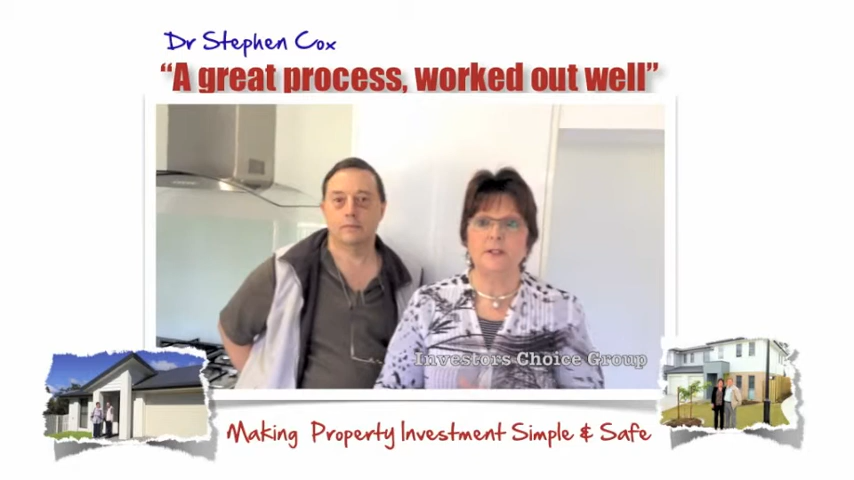 Dr Stephen Cox
“A great process, worked out well”
Investors Choice Group
Making Property Investment Simple & Safe